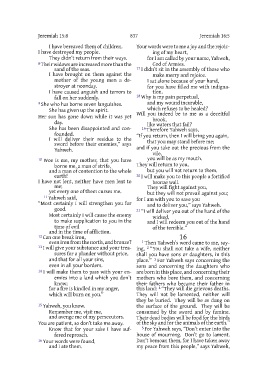 Jeremiah 15:8
837
Jeremiah 16:5
I have bereaved them of children.
I have destroyed my people.
They didn't return from their ways.
8 Their widows are increased more than the
sand of the seas.
I have brought on them against the
mother of the young men a de-
stroyer at noonday.
I have caused anguish and terrors to
fall on her suddenly.
9 She who has borne seven languishes.
She has given up the spirit.
Her sun has gone down while it was yet
day.
She has been disappointed and con-
founded.
I will deliver their residue to the
sword before their enemies," says
Yahweh.
10 Woe is me, my mother, that you have
borne me, a man of strife,
and a man of contention to the whole
earth!
I have not lent, neither have men lent to
me;
yet every one of them curses me.
11 Yahweh said,
"Most certainly I will strengthen you for
good.
Most certainly I will cause the enemy
to make supplication to you in the
time of evil
and in the time of affliction.
12 Can one break iron,
even iron from the north, and bronze?
13 I will give your substance and your trea-
sures for a plunder without price,
and that for all your sins,
even in all your borders.
14 I will make them to pass with your en-
emies into a land which you don't
know;
for a fire is kindled in my anger,
which will burn on you."
15 Yahweh, you know.
Remember me, visit me,
and avenge me of my persecutors.
You are patient, so don't take me away.
Know that for your sake I have suf-
fered reproach.
16 Your words were found,
and I ate them.
Your words were to me a joy and the rejoic-
ing of my heart,
for I am called by your name, Yahweh,
God of Armies.
17 I didn't sit in the assembly of those who
make merry and rejoice.
I sat alone because of your hand,
for you have filled me with indigna-
tion.
18 Why is my pain perpetual,
and my wound incurable,
which refuses to be healed?
Will you indeed be to me as a deceitful
brook,
like waters that fail?
19 Therefore Yahweh says,
"If you return, then I will bring you again,
that you may stand before me;
and if you take out the precious from the
vile,
you will be as my mouth.
They will return to you,
but you will not return to them.
20 I will make you to this people a fortified
bronze wall.
They will fight against you,
but they will not prevail against you;
for I am with you to save you
and to deliver you," says Yahweh.
21 "I will deliver you out of the hand of the
wicked,
and I will redeem you out of the hand
of the terrible."
16
1 Then Yahweh's word came to me, say-
ing, 2 "You shall not take a wife, neither
shall you have sons or daughters, in this
place." 3 For Yahweh says concerning the
sons and concerning the daughters who
are born in this place, and concerning their
mothers who bore them, and concerning
their fathers who became their father in
this land: 4 "They will die grievous deaths.
They will not be lamented, neither will
they be buried. They will be as dung on
the surface of the ground. They will be
consumed by the sword and by famine.
Their dead bodies will be food for the birds
of the sky and for the animals of the earth."
5 For Yahweh says, "Don't enter into the
house of mourning. Don't go to lament.
Don't bemoan them, for I have taken away
my peace from this people," says Yahweh,